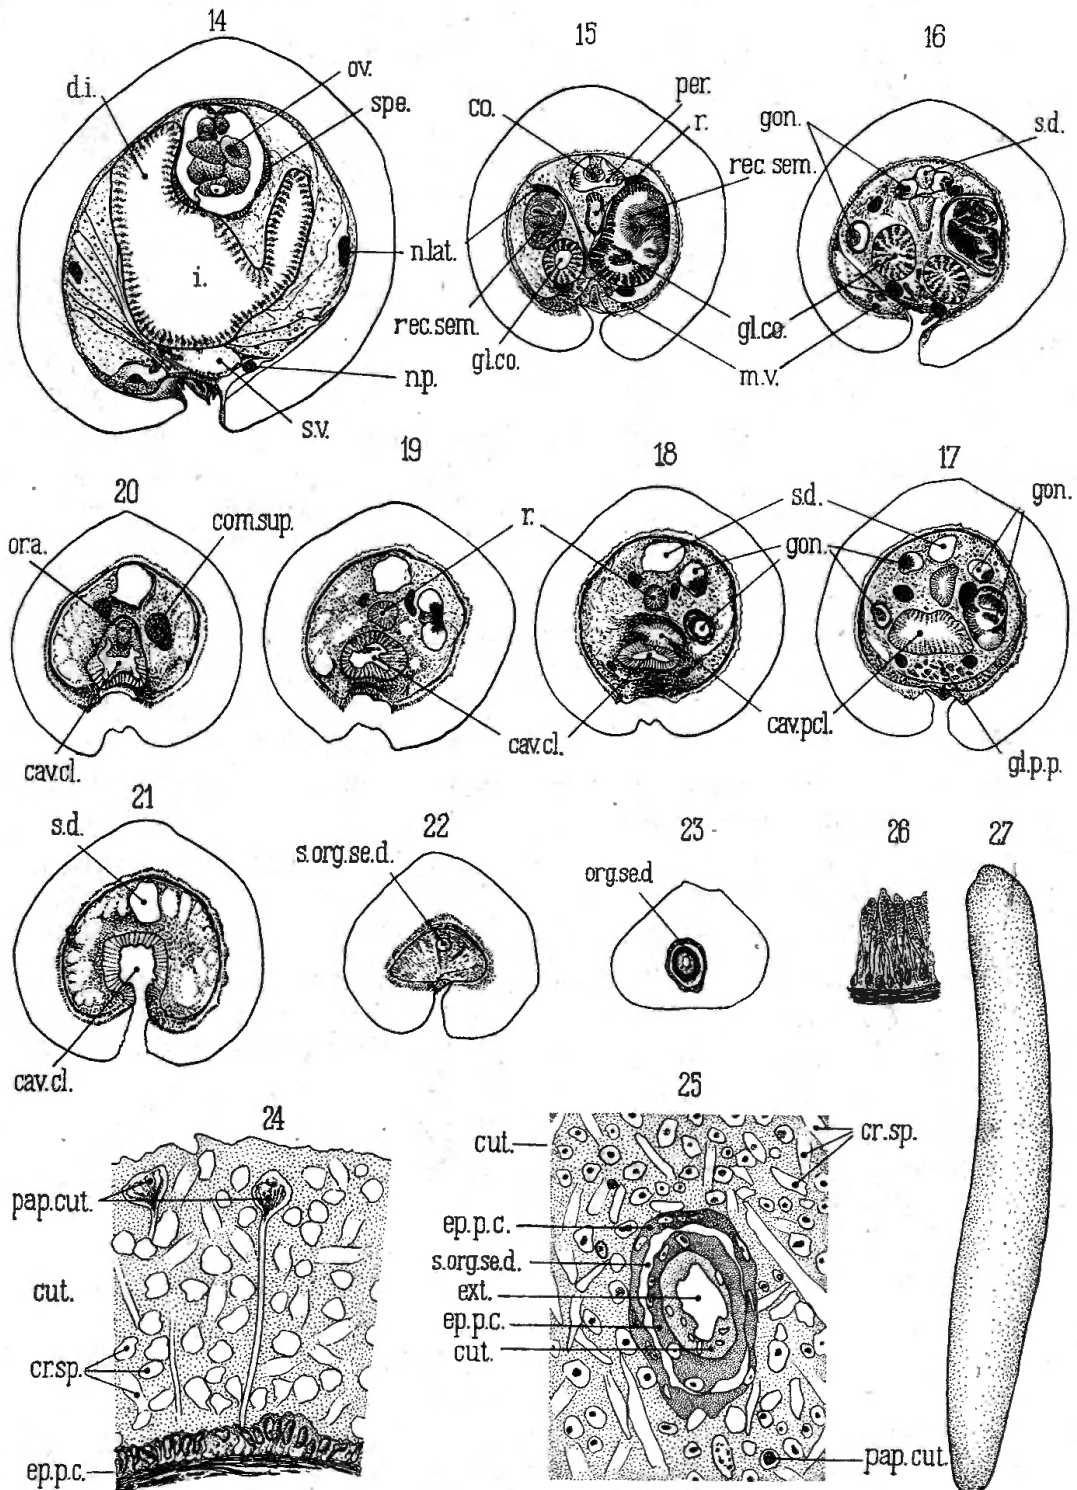 14
15
16
d.i.
ov.
spe.
n.lat.
i.
rec.sem.
n.p.
s.v.
co.
per.
r.
rec.sem.
gl.co.
gon.
s.d.
gl.co.
m.v.
20
19
18
17
or.a.
com.sup.
r.
s.d.
gon.
gon.
cav.cl.
cav.cl.
cav.pcl.
gl.p.p.
21
22
23
26
27
s.d.
s.org.se.d.
org.se.d
cav.cl.
24
25
pap.cut.
cut.
cr.sp.
ep.p.c.
cut.
cr.sp.
ep.p.c.
s.org.se.d.
ext.
ep.p.c.
cut.
pap.cut.